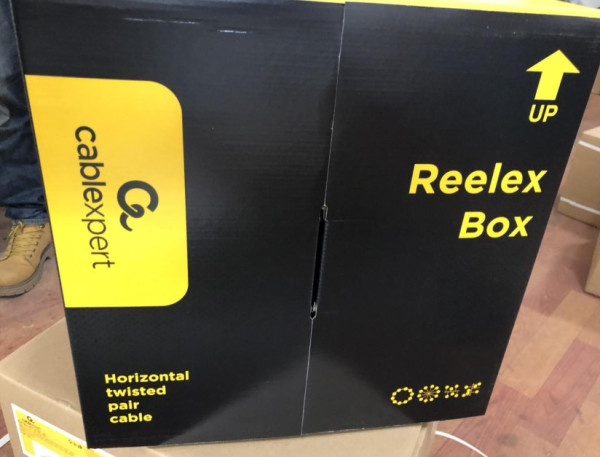 cablexpert
UP
Reelex
Box
Horizontal
twisted
pair
cable